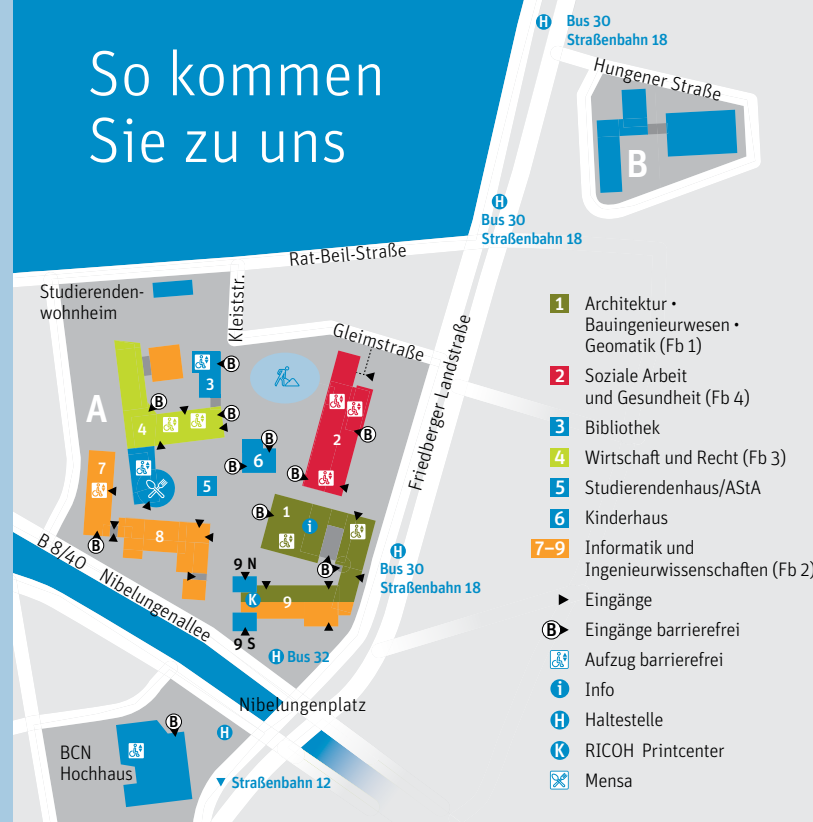 So kommen
Sie zu uns
H Bus 30
Straßenbahn 18
Hungener Straße
B
H
Bus 30
Straßenbahn 18
Rat-Beil-Straße
Studierenden-
wohnheim
Kleiststr.
Gleimstraße
Friedberger Landstraße
A
3
B
B
B
4
2
B
B
B
6
B
7
5
B
8
B
1
i
B
B
9 N
K
9
9 S
H
Bus 30
Straßenbahn 18
H Bus 32
B 8/40 Nibelungenallee
Nibelungenplatz
B
H
BCN
Hochhaus
Straßenbahn 12
1 Architektur •
Bauingenieurwesen •
Geomatik (Fb 1)
2 Soziale Arbeit
und Gesundheit (Fb 4)
3 Bibliothek
4 Wirtschaft und Recht (Fb 3)
5 Studierendenhaus/AStA
6 Kinderhaus
7–9 Informatik und
Ingenieurwissenschaften (Fb 2)
Eingänge
B Eingänge barrierefrei
Aufzug barrierefrei
i Info
H Haltestelle
K RICOH Printcenter
Mensa